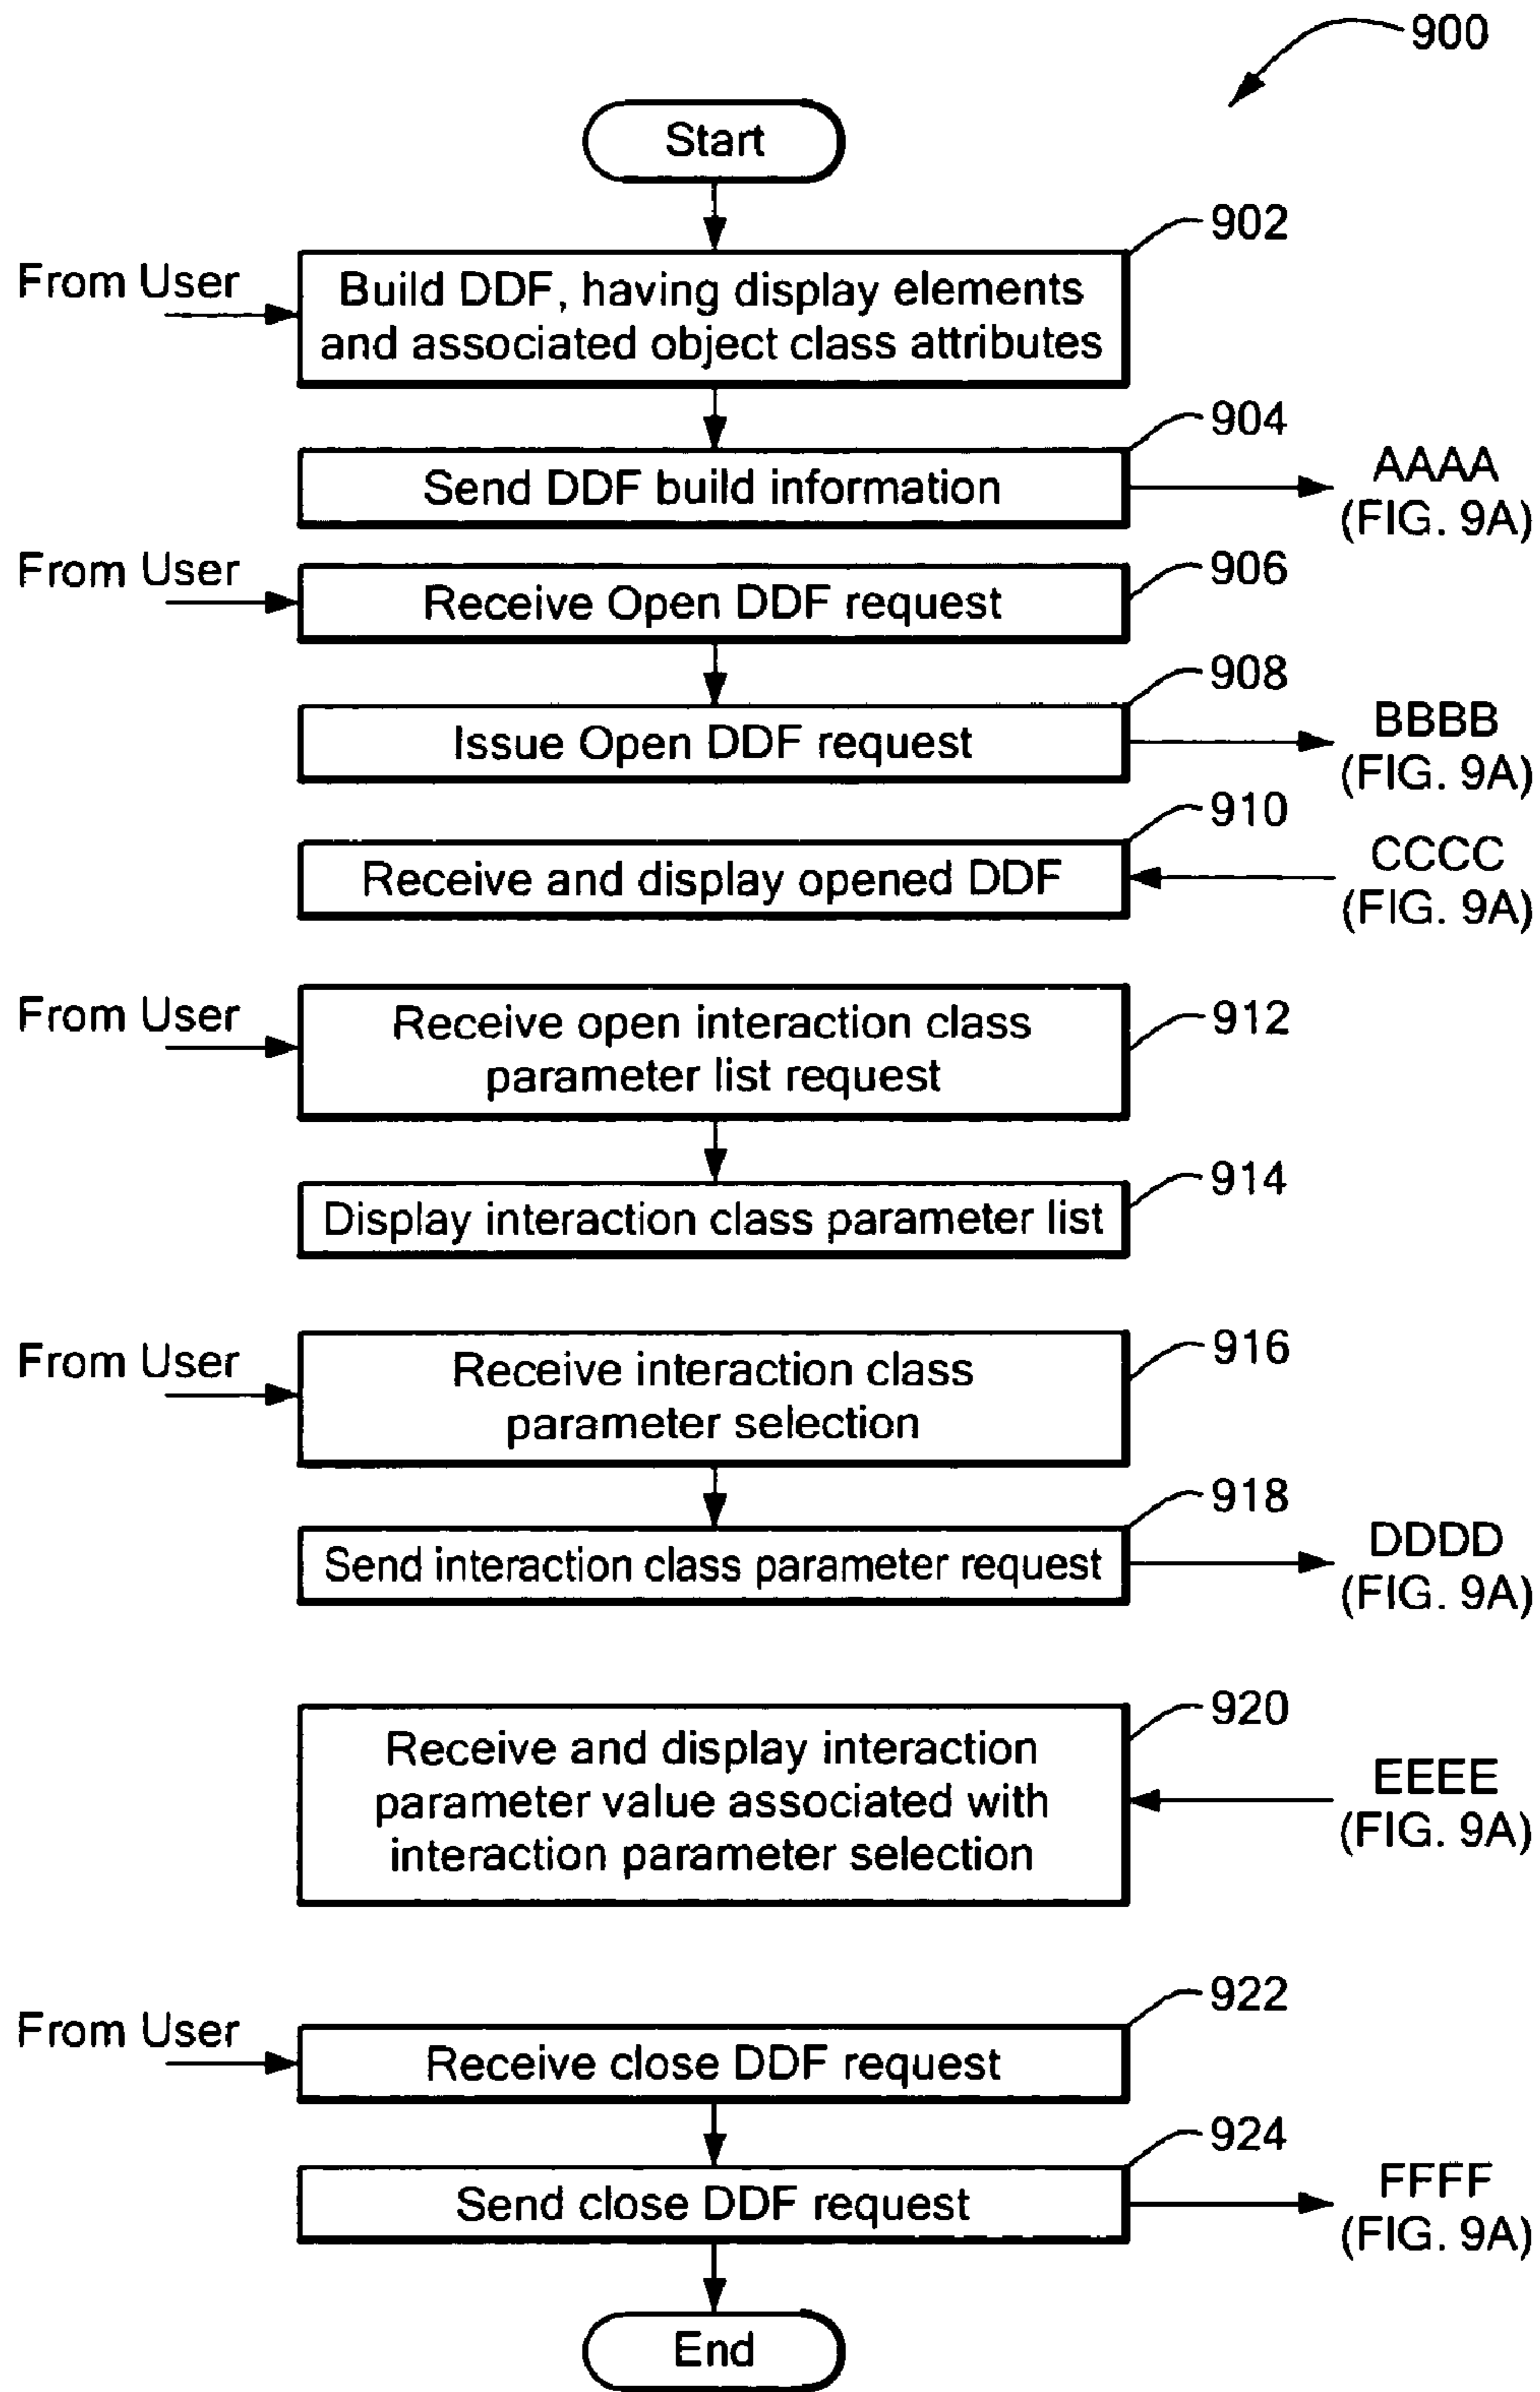 900
Start
902
From User
Build DDF, having display elements
and associated object class attributes
904
Send DDF build information
AAAA
(FIG. 9A)
From User
906
Receive Open DDF request
908
Issue Open DDF request
BBBB
(FIG. 9A)
910
Receive and display opened DDF
CCCC
(FIG. 9A)
From User
912
Receive open interaction class
parameter list request
914
Display interaction class parameter list
From User
916
Receive interaction class
parameter selection
918
Send interaction class parameter request
DDDD
(FIG. 9A)
920
Receive and display interaction
parameter value associated with
interaction parameter selection
EEEE
(FIG. 9A)
922
From User
Receive close DDF request
924
Send close DDF request
FFFF
(FIG. 9A)
End